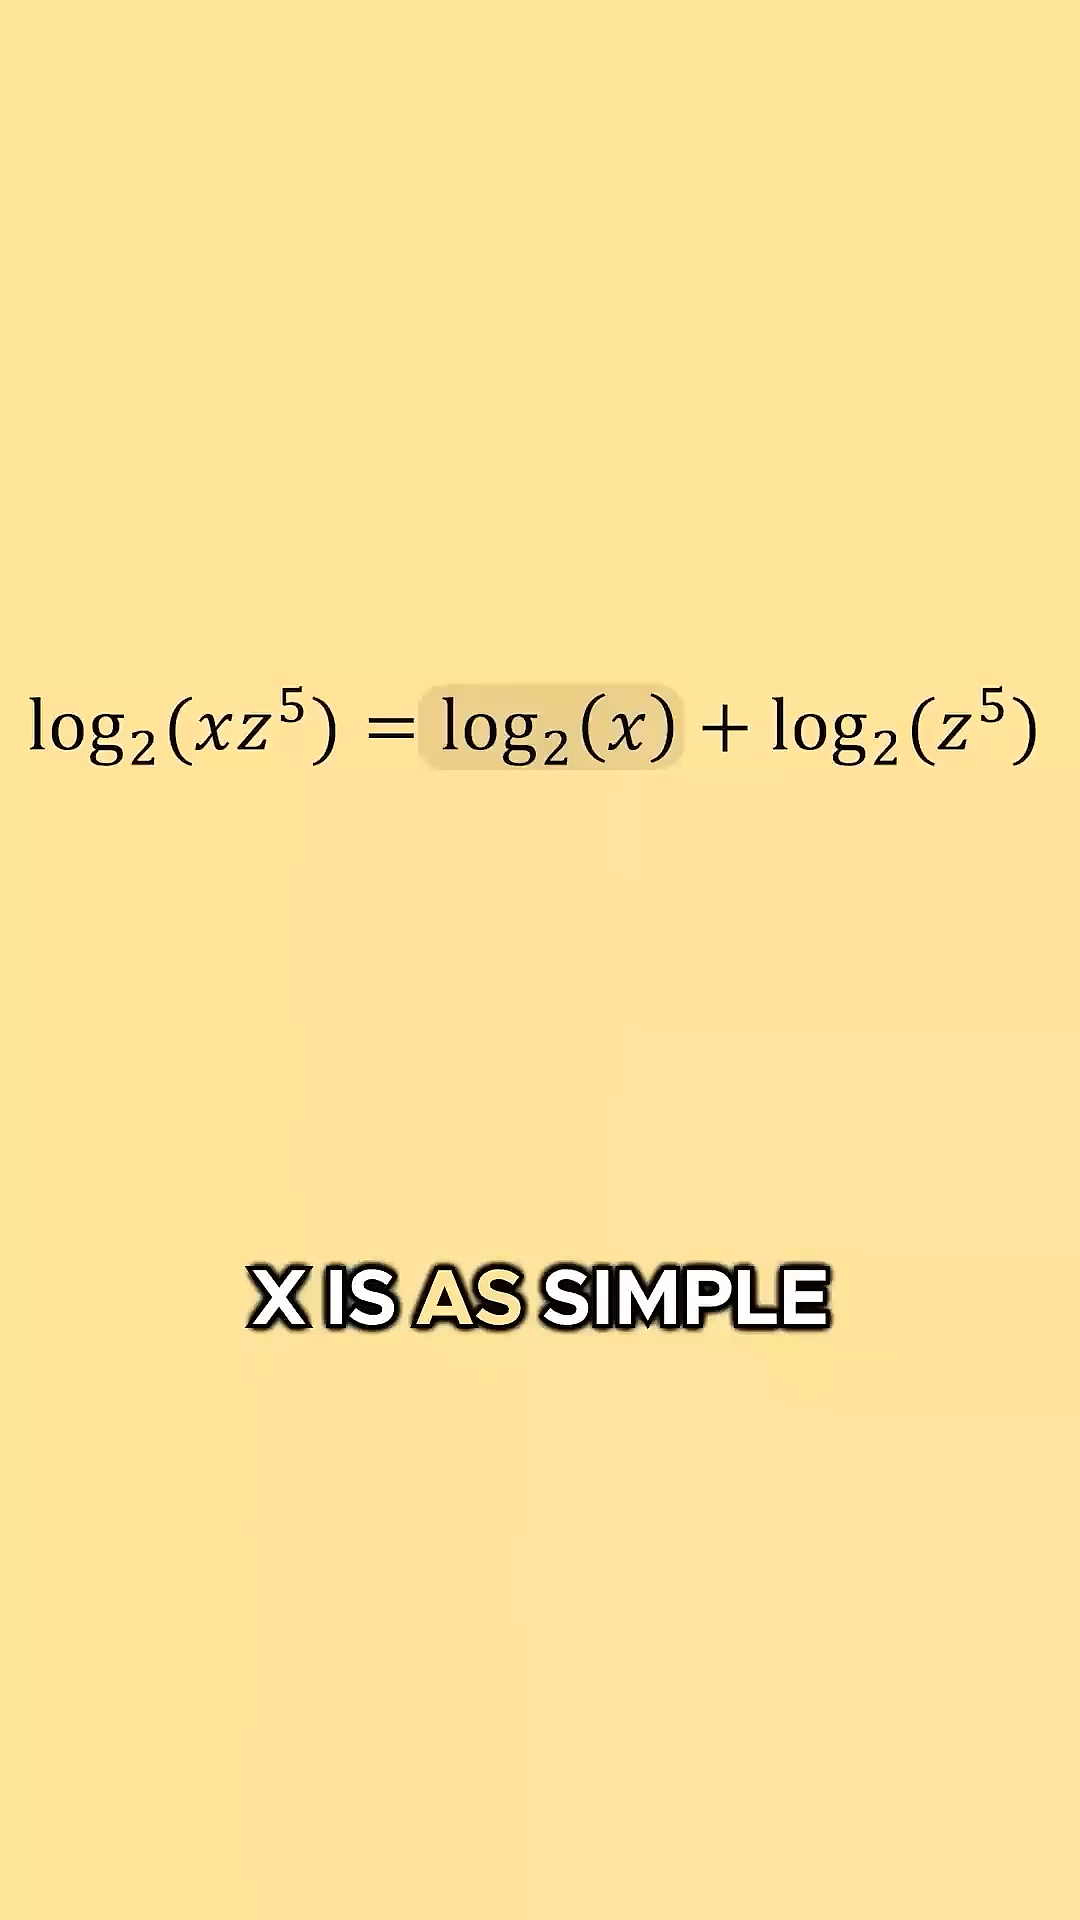 log₂(xz⁵) = log₂(x) + log₂(z⁵)
X IS AS SIMPLE